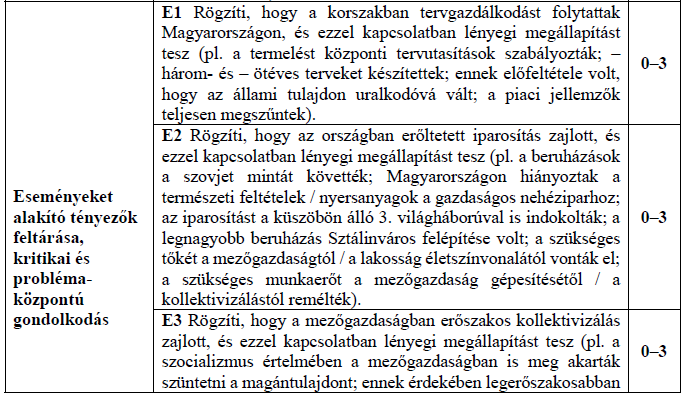 E1 Rögzíti, hogy a korszakban tervgazdálkodást folytattak
Magyarországon, és ezzel kapcsolatban lényegi megállapítást
tesz (pl. a termelést központi tervutasítások szabályozták; –
három- és – ötéves terveket készítettek; ennek előfeltétele volt,
hogy az állami tulajdon uralkodóvá vált; a piaci jellemzők
teljesen megszűntek).
0–3
Eseményeket
alakító tényezők
feltárása,
kritikai és
probléma-
központú
gondolkodás
E2 Rögzíti, hogy az országban erőltetett iparosítás zajlott, és
ezzel kapcsolatban lényegi megállapítást tesz (pl. a beruházások
a szovjet mintát követték; Magyarországon hiányoztak a
természeti feltételek / nyersanyagok a gazdaságos nehéziparhoz;
az iparosítást a küszöbön álló 3. világháborúval is indokolták; a
legnagyobb beruházás Sztálinváros felépítése volt; a szükséges
tőkét a mezőgazdaságtól / a lakosság életszínvonalától vonták el;
a szükséges munkaerőt a mezőgazdaság gépesítésétől / a
kollektivizálástól remélték).
0–3
E3 Rögzíti, hogy a mezőgazdaságban erőszakos kollektivizálás
zajlott, és ezzel kapcsolatban lényegi megállapítást tesz (pl. a
szocializmus értelmében a mezőgazdaságban is meg akarták
szüntetni a magántulajdont; ennek érdekében legerőszakosabban
0–3